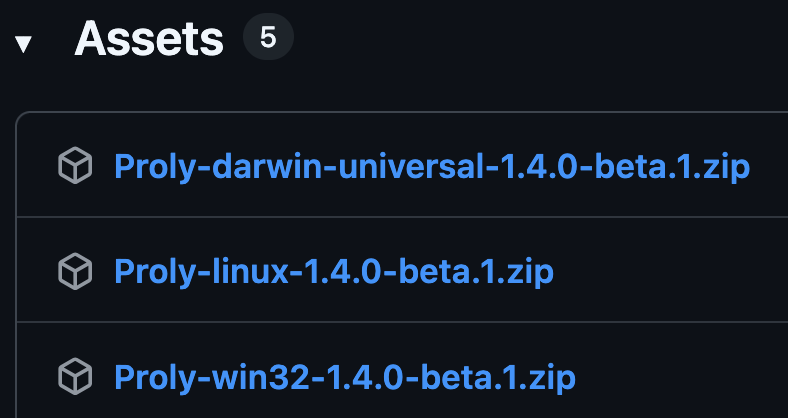 Assets 5
Proly-darwin-universal-1.4.0-beta.1.zip
Proly-linux-1.4.0-beta.1.zip
Proly-win32-1.4.0-beta.1.zip